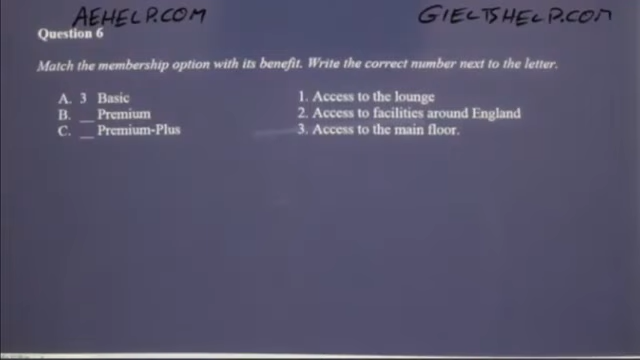 AEHELP.COM
GIELTSHELP.COM
Question 6
Match the membership option with its benefit. Write the correct number next to the letter.
A. 3 Basic
B. __ Premium
C. __ Premium-Plus
1. Access to the lounge
2. Access to facilities around England
3. Access to the main floor.